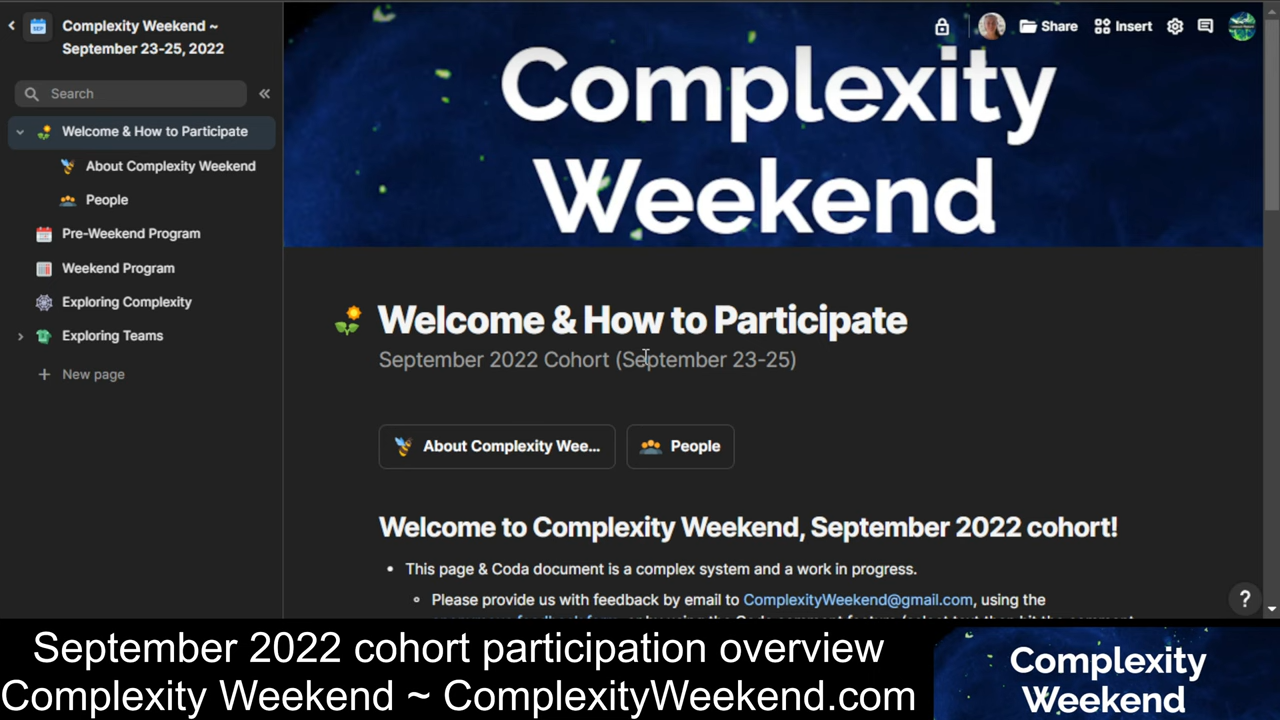 Complexity Weekend ~
September 23-25, 2022
Search
Welcome & How to Participate
About Complexity Weekend
People
Pre-Weekend Program
Weekend Program
Exploring Complexity
Exploring Teams
New page
Share
Insert
Complexity
Weekend
Welcome & How to Participate
September 2022 Cohort (September 23-25)
About Complexity Wee...
People
Welcome to Complexity Weekend, September 2022 cohort!
This page & Coda document is a complex system and a work in progress.
Please provide us with feedback by email to ComplexityWeekend@gmail.com, using the
?
September 2022 cohort participation overview
Complexity Weekend ~ ComplexityWeekend.com
Complexity
Weekend